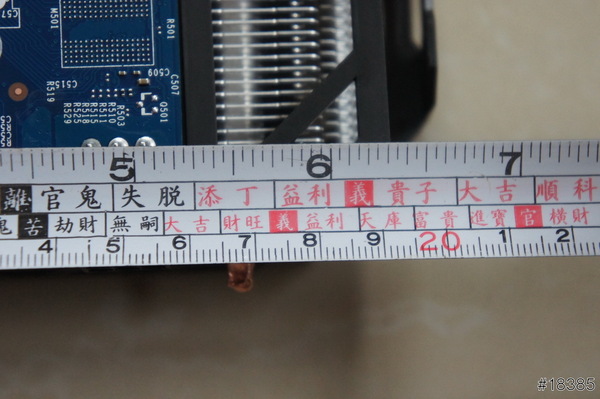 M501
R501
C515
R519
C509
C507
Q501
R529
R528
R511
R510
R503
5 6 7
離 官鬼 失脱 添丁 益利 義 貴子 大吉 順科
鬼 苦 劫財 無嗣 大吉 財旺 義 益利 天庫 富貴 進寶 官 橫財
4 5 6 7 8 9 20 1 2
#18385